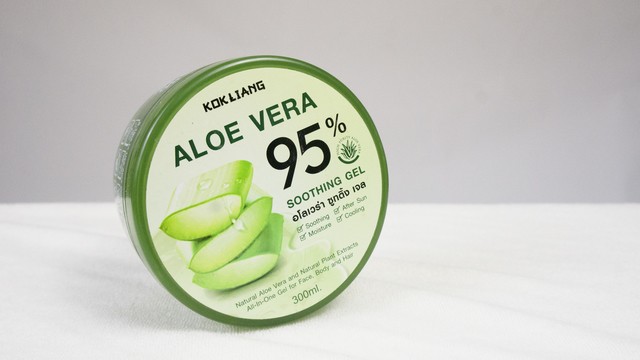 KOKLIANG
ALOE VERA
95%
SOOTHING GEL
อโลเวร่า ซูทติ้ง เจล
Soothing After Sun
Moisture Cooling
Natural Aloe Vera and Natural Plant Extracts
All-In-One Gel for Face, Body and Hair
300ml.